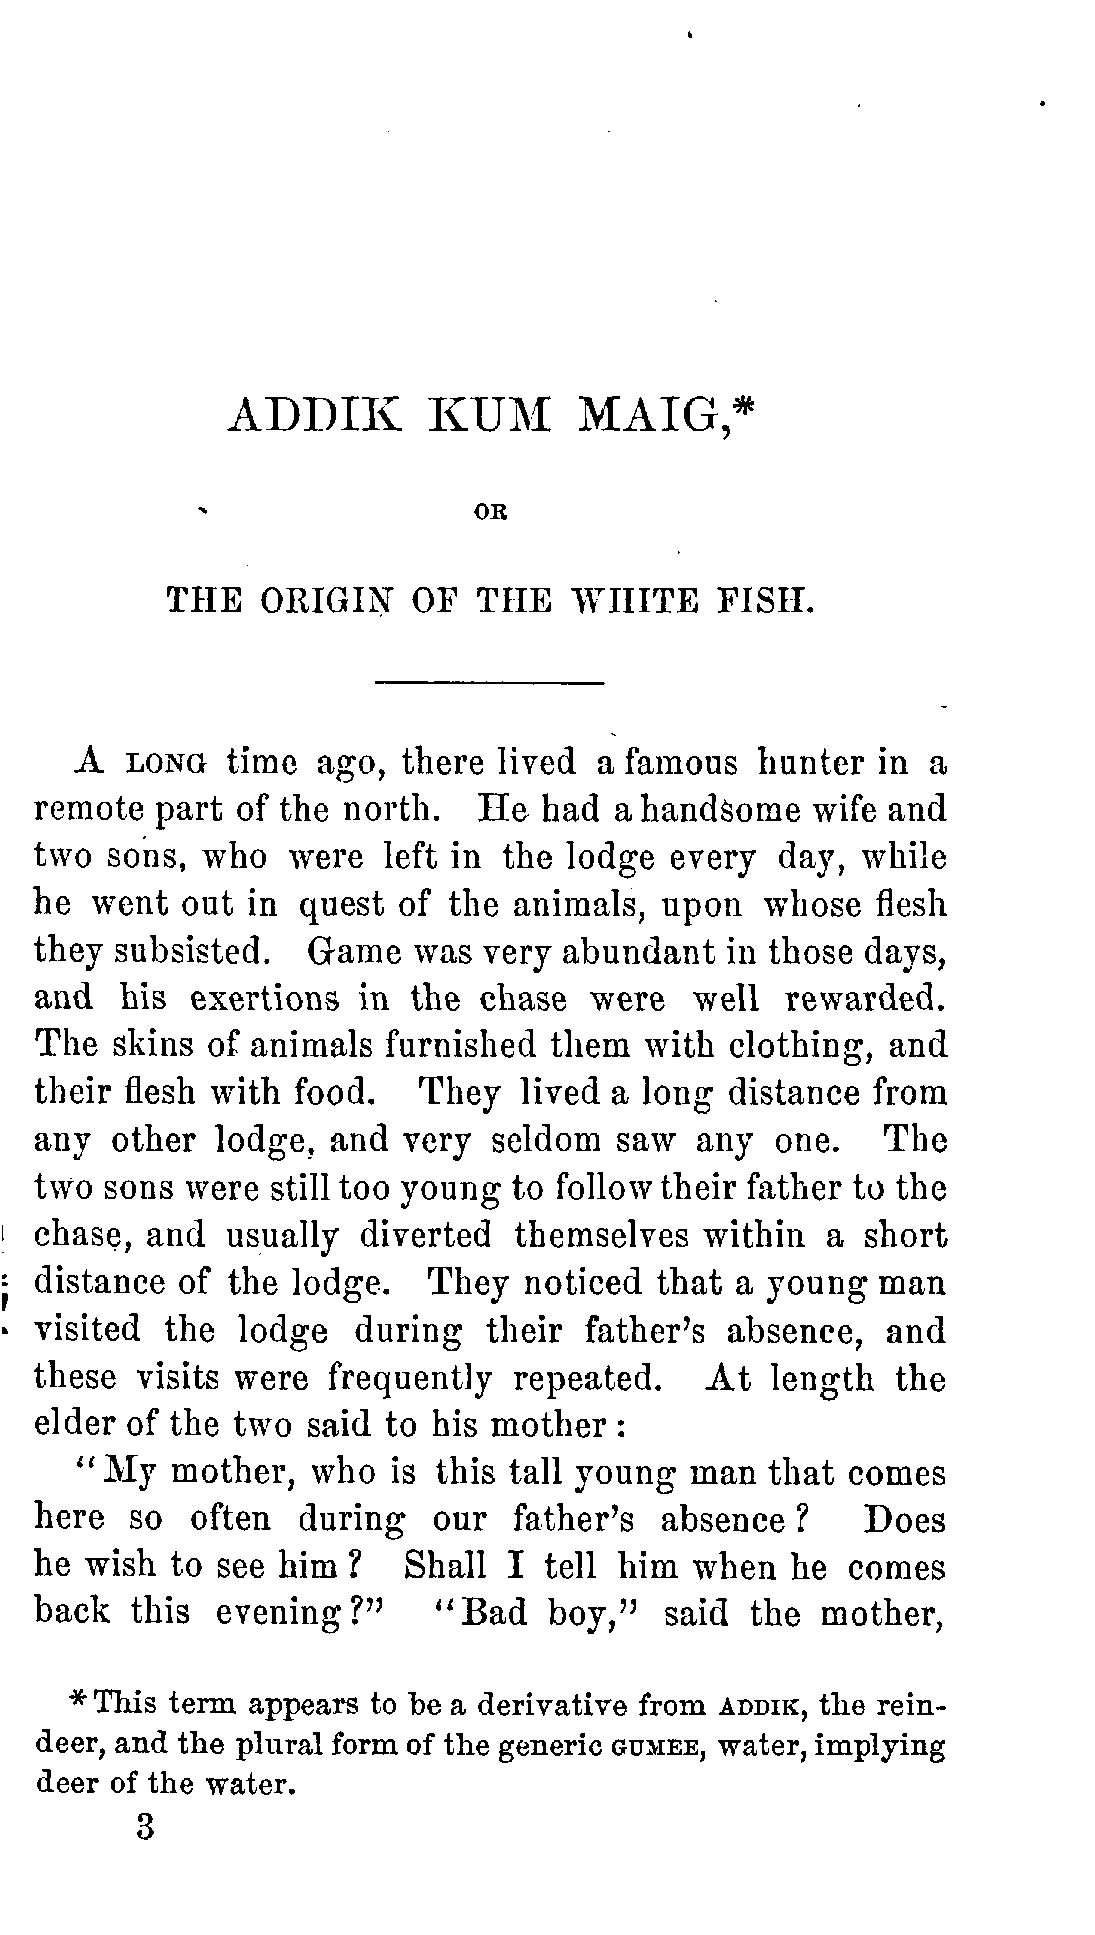 ADDIK KUM MAIG,*
OR
THE ORIGIN OF THE WHITE FISH.
A LONG time ago, there lived a famous hunter in a
remote part of the north. He had a handsome wife and
two sons, who were left in the lodge every day, while
he went out in quest of the animals, upon whose flesh
they subsisted. Game was very abundant in those days,
and his exertions in the chase were well rewarded.
The skins of animals furnished them with clothing, and
their flesh with food. They lived a long distance from
any other lodge, and very seldom saw any one. The
two sons were still too young to follow their father to the
chase, and usually diverted themselves within a short
distance of the lodge. They noticed that a young man
visited the lodge during their father's absence, and
these visits were frequently repeated. At length the
elder of the two said to his mother:
"My mother, who is this tall young man that comes
here so often during our father's absence? Does
he wish to see him? Shall I tell him when he comes
back this evening?" "Bad boy," said the mother,
*This term appears to be a derivative from ADDIK, the rein-
deer, and the plural form of the generic GUMEE, water, implying
deer of the water.
3